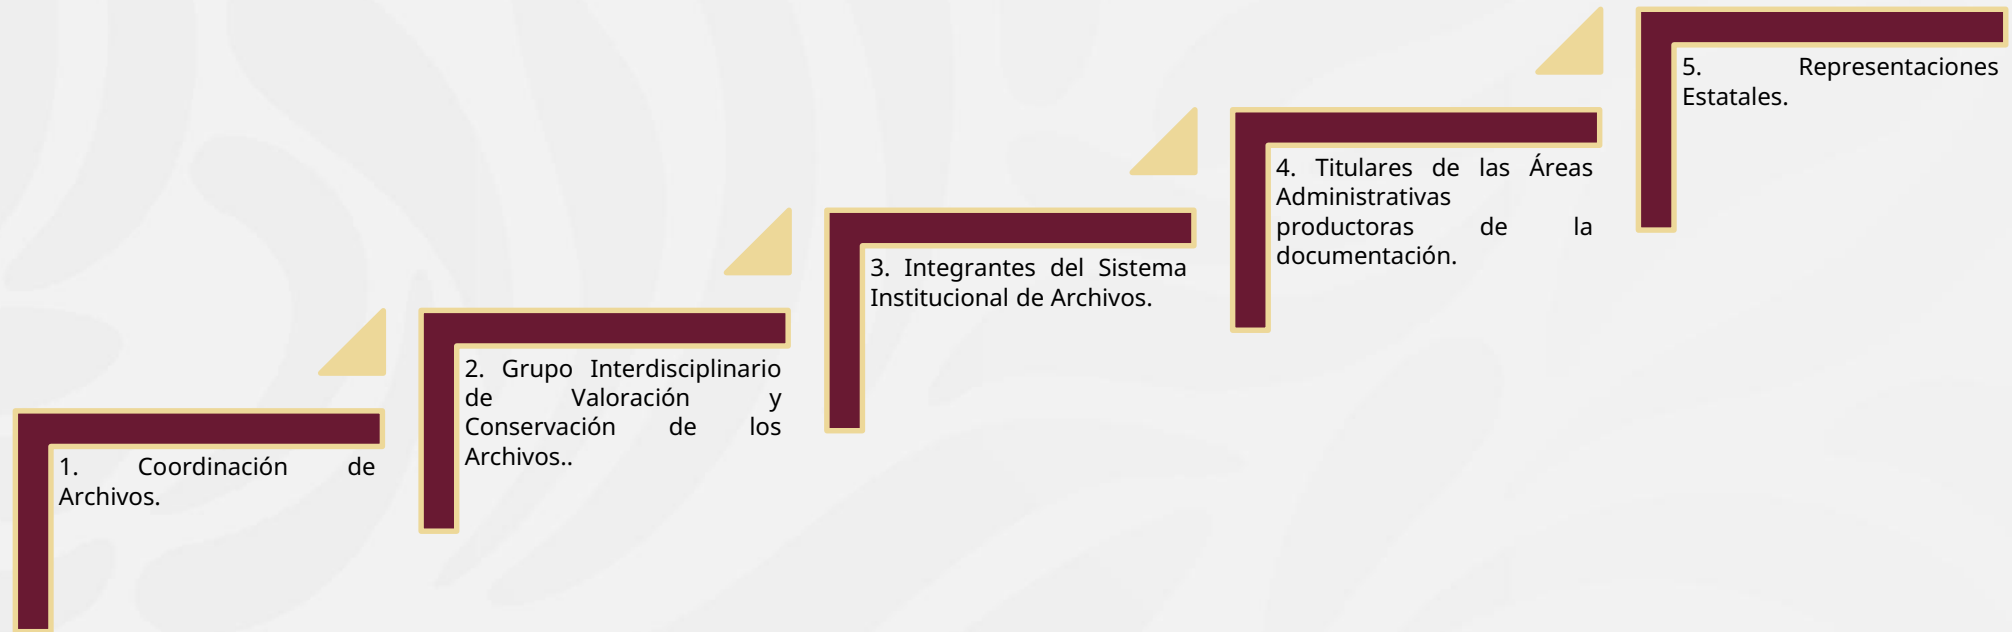 1. Coordinación de
Archivos.
2. Grupo Interdisciplinario
de Valoración y
Conservación de los
Archivos..
3. Integrantes del Sistema
Institucional de Archivos.
4. Titulares de las Áreas
Administrativas
productoras de la
documentación.
5. Representaciones
Estatales.